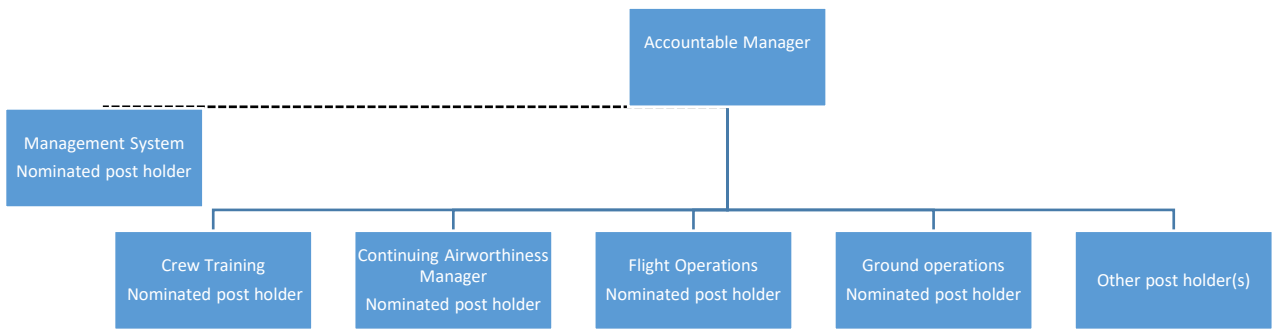 Accountable Manager
Management System
Nominated post holder
Crew Training
Nominated post holder
Continuing Airworthiness
Manager
Nominated post holder
Flight Operations
Nominated post holder
Ground operations
Nominated post holder
Other post holder(s)